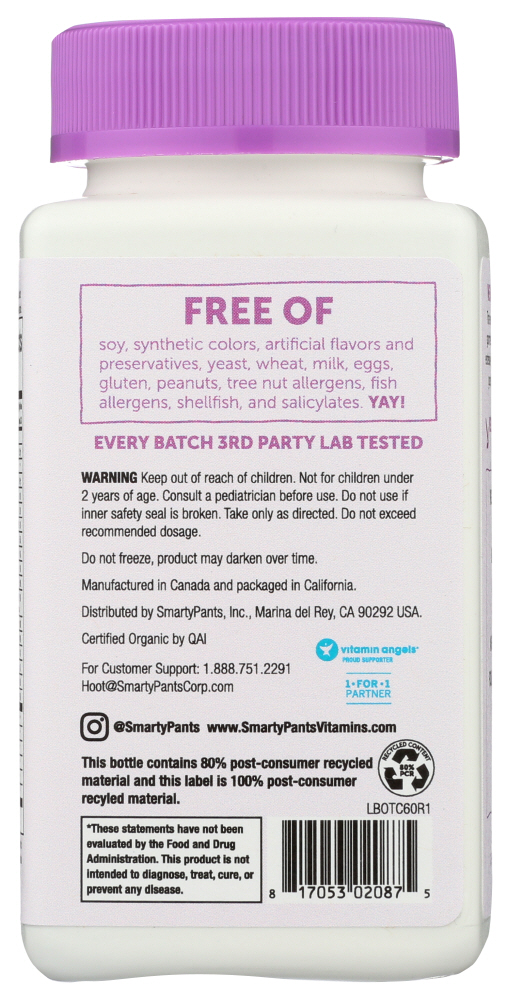 FREE OF
soy, synthetic colors, artificial flavors and
preservatives, yeast, wheat, milk, eggs,
gluten, peanuts, tree nut allergens, fish
allergens, shellfish, and salicylates. YAY!
EVERY BATCH 3RD PARTY LAB TESTED
WARNING Keep out of reach of children. Not for children under
2 years of age. Consult a pediatrician before use. Do not use if
inner safety seal is broken. Take only as directed. Do not exceed
recommended dosage.
Do not freeze, product may darken over time.
Manufactured in Canada and packaged in California.
Distributed by SmartyPants, Inc., Marina del Rey, CA 90292 USA.
Certified Organic by QAI
For Customer Support: 1.888.751.2291
Hoot@SmartyPantsCorp.com
vitamin angels
PROUD SUPPORTER
1-FOR-1
PARTNER
@SmartyPants www.SmartyPantsVitamins.com
This bottle contains 80% post-consumer recycled
material and this label is 100% post-consumer
recyled material.
RECYCLED CONTENT
80%
PCR
LBOTC60R1
*These statements have not been
evaluated by the Food and Drug
Administration. This product is not
intended to diagnose, treat, cure, or
prevent any disease.
8 17053 02087 5